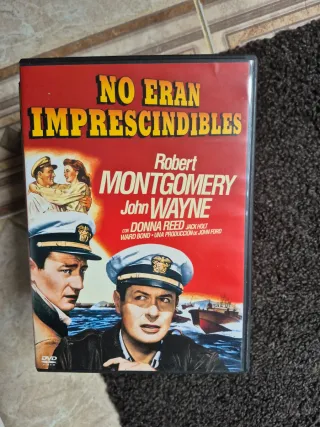 NO ERAN
IMPRESCINDIBLES
Robert
MONTGOMERY
John WAYNE
con DONNA REED JACK HOLT
WARD BOND • UNA PRODUCCIÓN de JOHN FORD
DVD